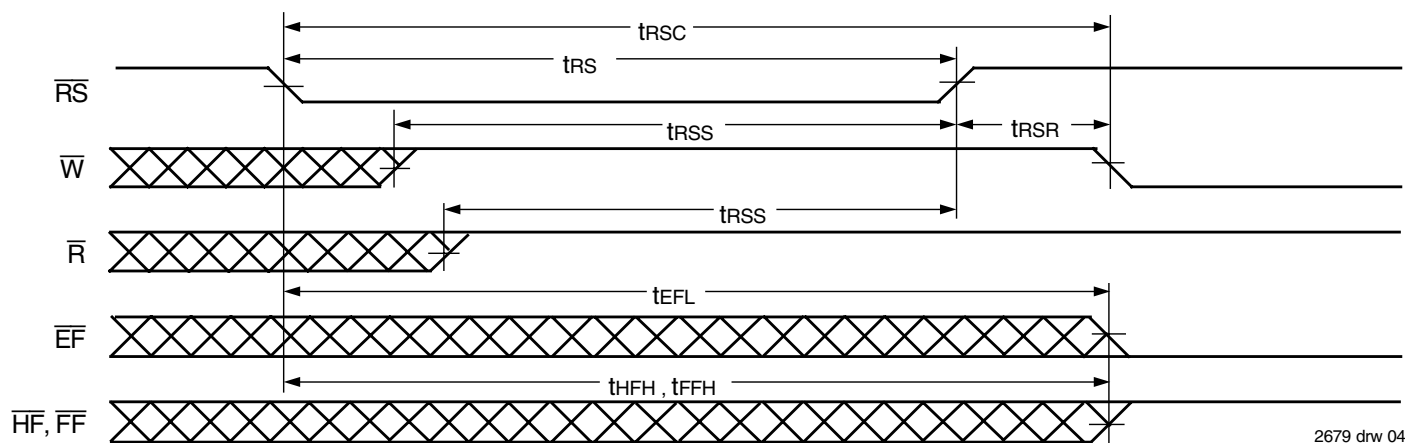 tRSC
tRS
RS
tRSS
tRSR
W
tRSS
R
tEFL
EF
tHFH , tFFH
HF, FF
2679 drw 04